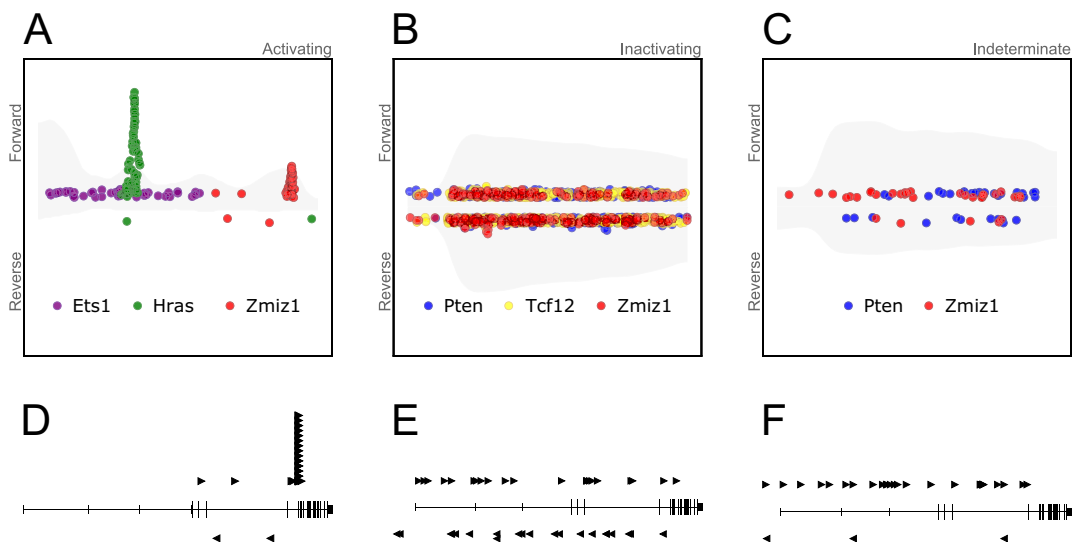 A
Activating
Forward
Reverse
Ets1
Hras
Zmiz1
B
Inactivating
Forward
Reverse
Pten
Tcf12
Zmiz1
C
Indeterminate
Forward
Reverse
Pten
Zmiz1
D
E
F